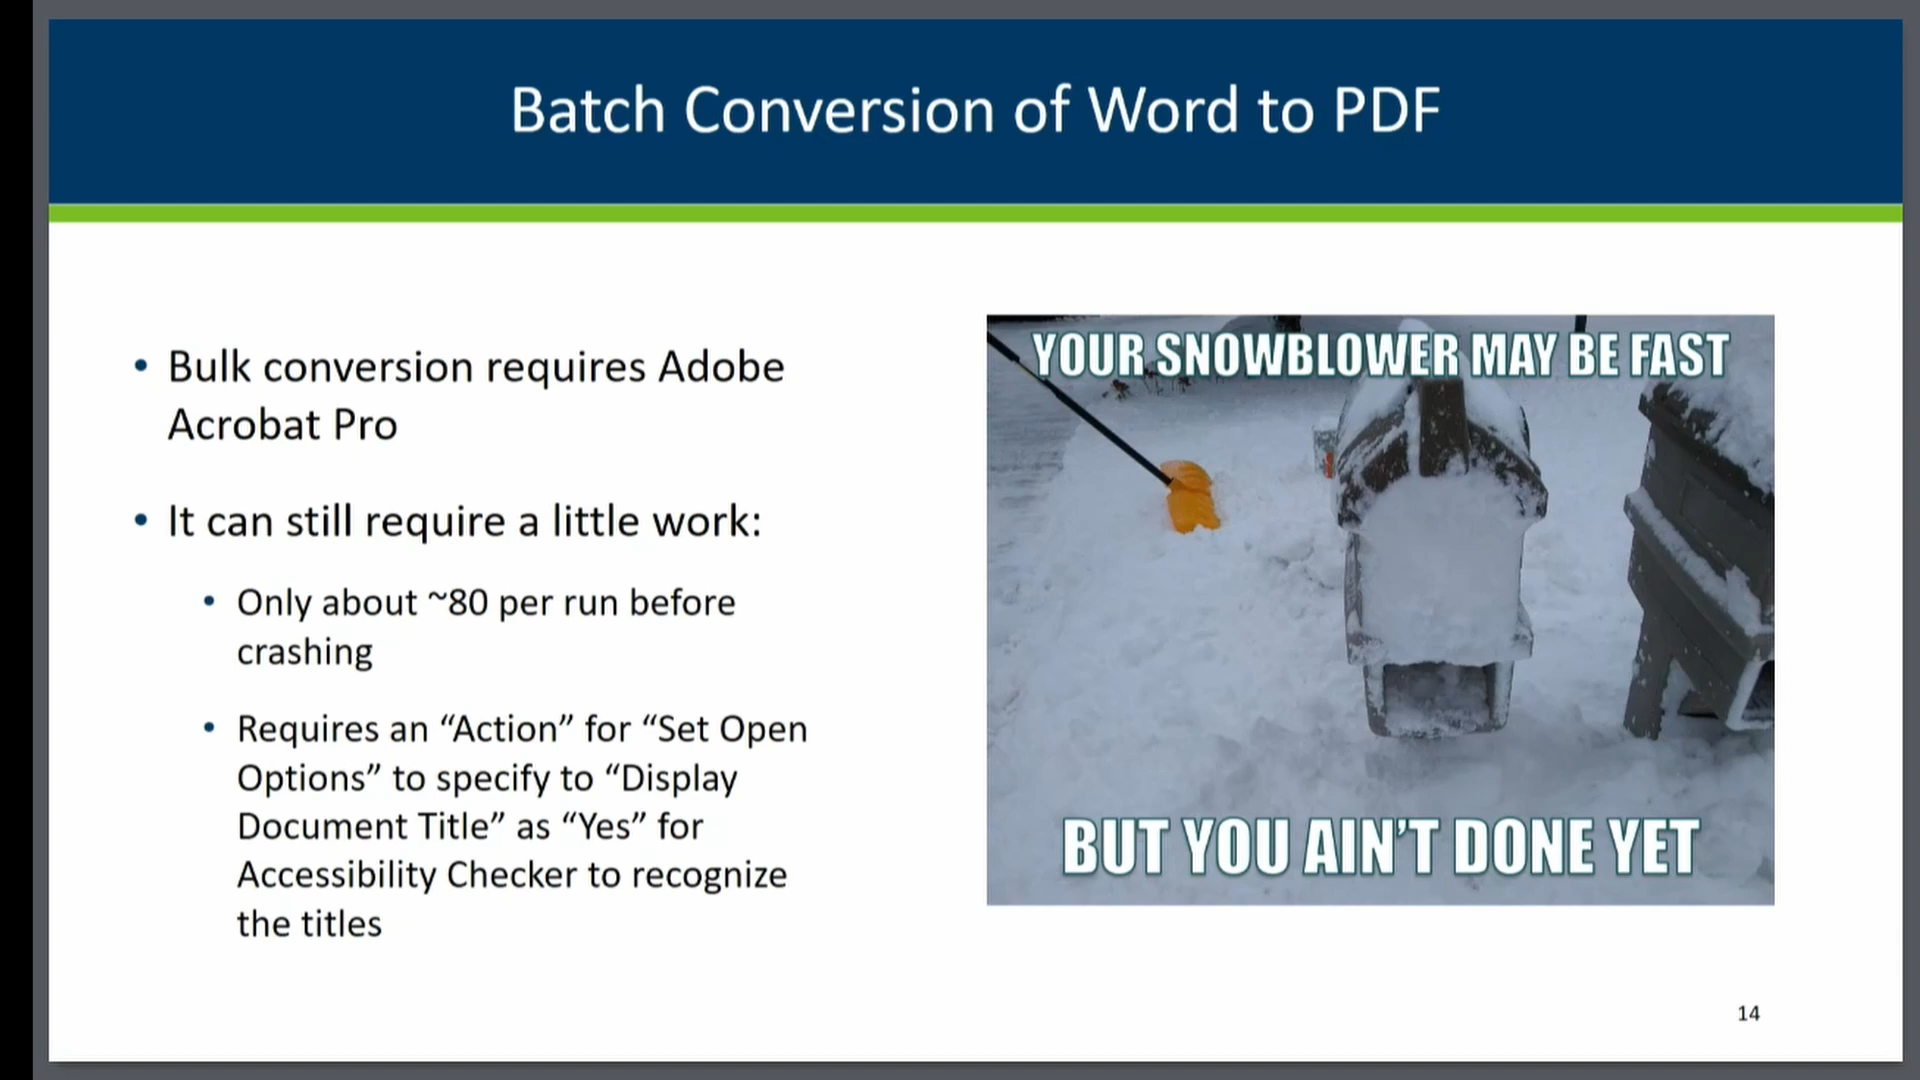 Batch Conversion of Word to PDF
• Bulk conversion requires Adobe
Acrobat Pro
• It can still require a little work:
• Only about ~80 per run before
crashing
• Requires an “Action” for “Set Open
Options” to specify to “Display
Document Title” as “Yes” for
Accessibility Checker to recognize
the titles
YOUR SNOWBLOWER MAY BE FAST
BUT YOU AIN’T DONE YET
14